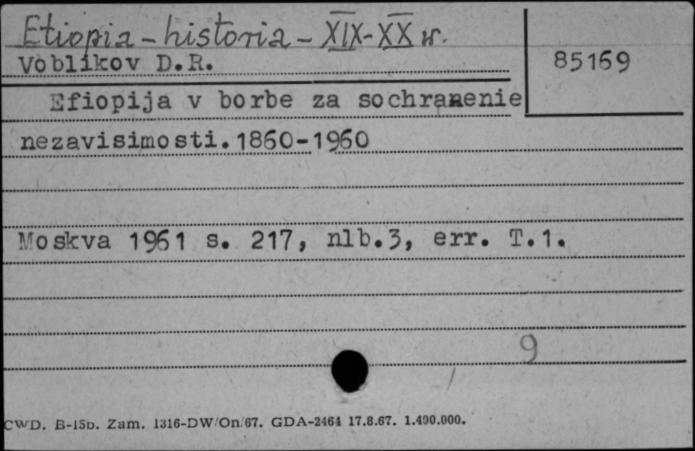 Etiopia - historia - XIX-XX w.
Voblikov D.R.
85169
Efiopija v borbe za sochranenie
nezavisimosti.1860-1960
Moskva 1961 s. 217, nlb.3, err. T.1.
9
CWD. B-15b. Zam. 1316-DW/On/67. GDA-2464 17.8.67. 1.400.000.